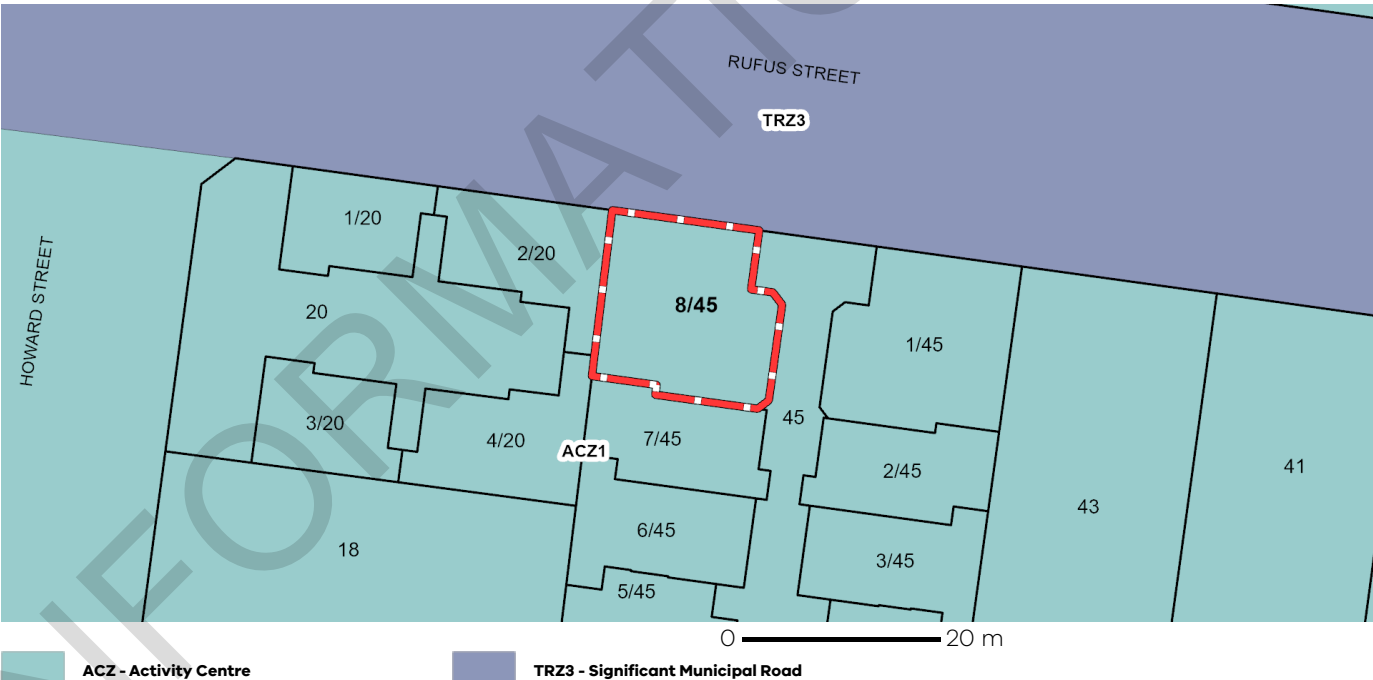 RUFUS STREET
TRZ3
HOWARD STREET
1/20
2/20
20
8/45
1/45
3/20
4/20
ACZ1
7/45
45
2/45
43
41
18
6/45
3/45
5/45
0 20 m
ACZ - Activity Centre
TRZ3 - Significant Municipal Road